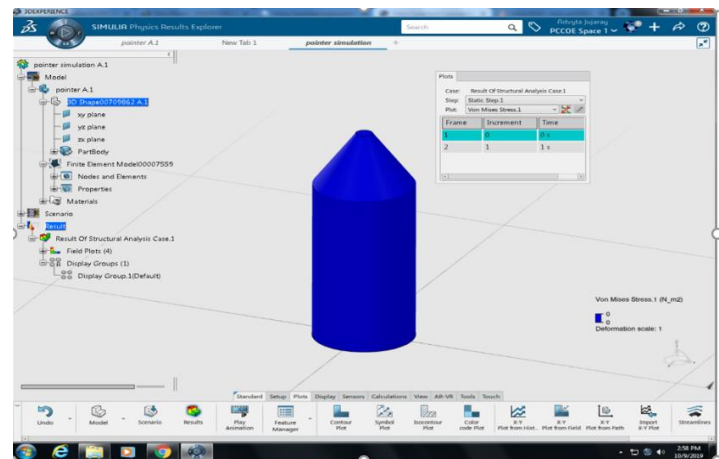 3DEXPERIENCE
SIMULIA Physics Results Explorer
Search
PCCOE Space 1
pointer A.1
New Tab 1
pointer simulation
pointer simulation A.1
Model
pointer A.1
3D Shape00709862 A.1
xy plane
yz plane
zx plane
PartBody
Finite Element Model00007559
Nodes and Elements
Properties
Materials
Scenario
Result
Result Of Structural Analysis Case.1
Field Plots (4)
Display Groups (1)
Display Group.1(Default)
Plots
Case: Result Of Structural Analysis Case.1
Step: Static Step.1
Plot: Von Mises Stress.1
Frame Increment Time
1 0 0 s
2 1 1 s
Von Mises Stress.1 (N_m2)
0
0
Deformation scale: 1
Standard Setup Plots Display Sensors Calculations View AR-VR Tools Touch
Undo Model Scenario Results Play Animation Feature Manager Contour Plot Symbol Plot Isocontour Plot Color code Plot X-Y Plot from Hist... X-Y Plot from Field X-Y Plot from Path Import X-Y Plot Streamlines
2:58 PM
10/9/2019